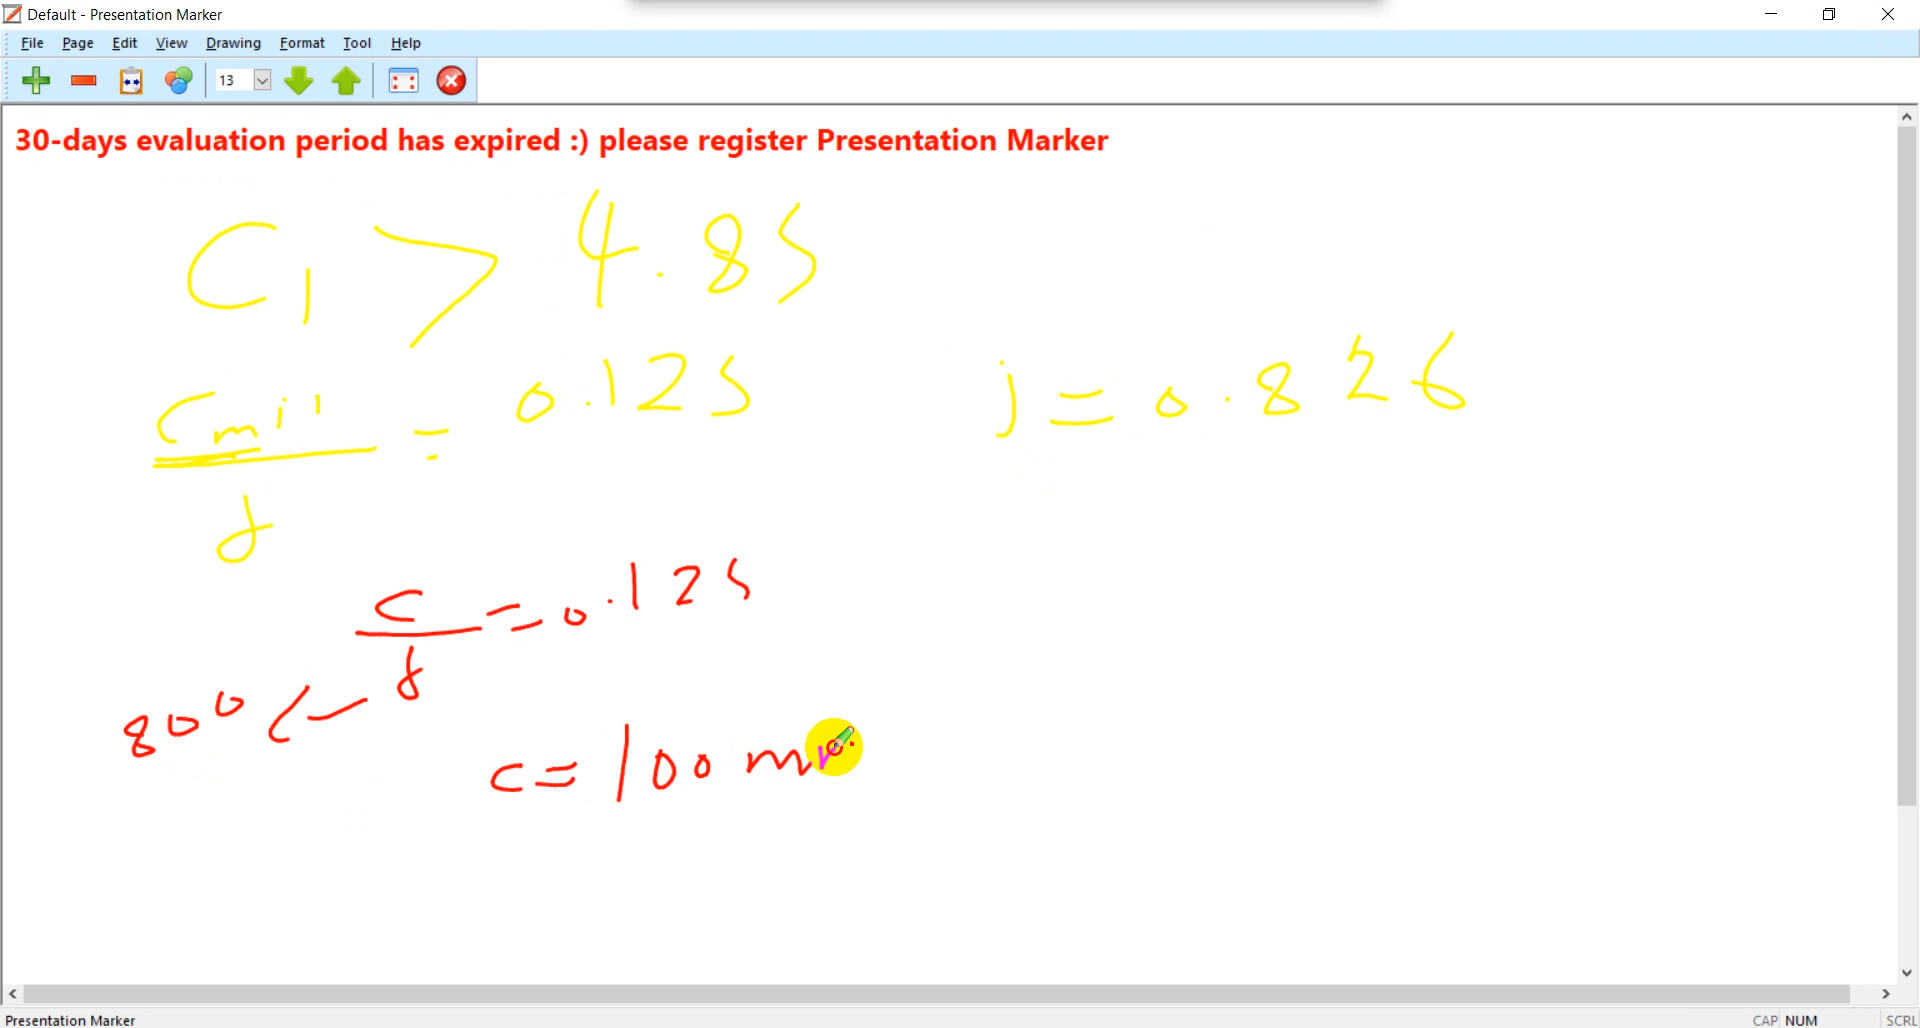 Default - Presentation Marker
File Page Edit View Drawing Format Tool Help
13
30-days evaluation period has expired :) please register Presentation Marker
C1 > 4.85
= 0.125
j = 0.826
c/d = 0.125
800
c = 100 m
Presentation Marker
CAP NUM SCRL